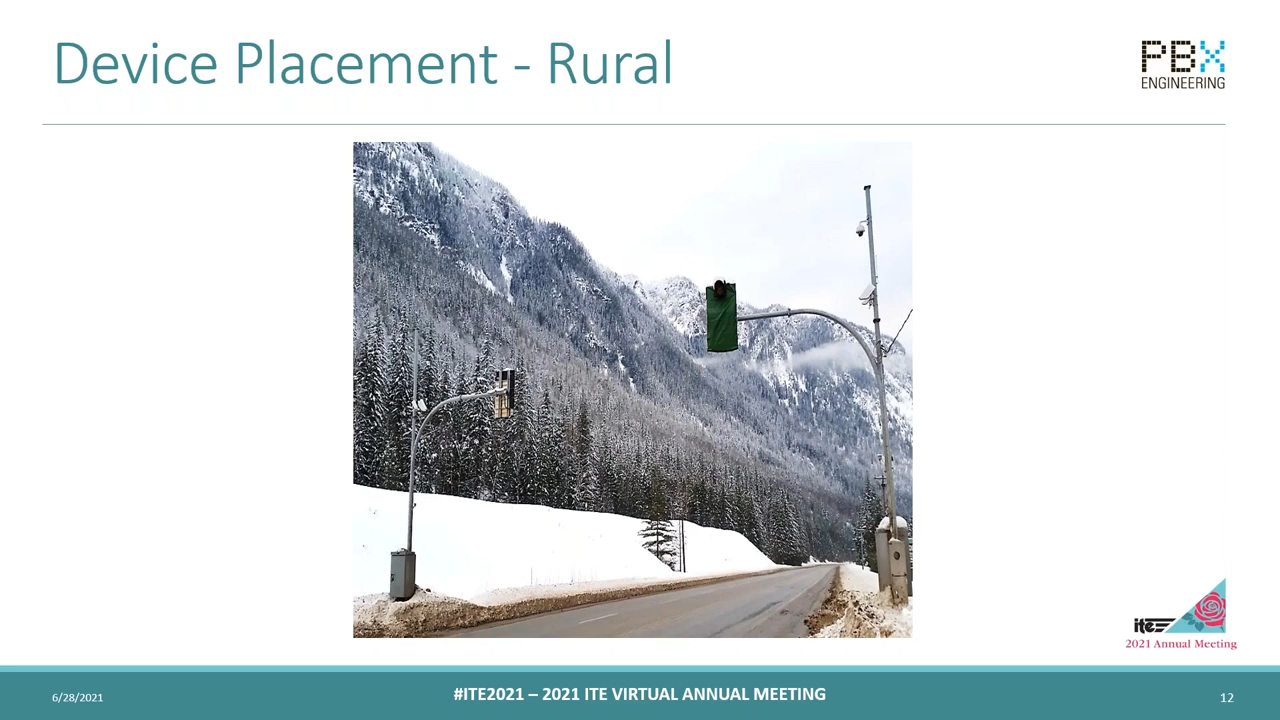 Device Placement - Rural
PBX
ENGINEERING
ite
2021 Annual Meeting
6/28/2021
#ITE2021 – 2021 ITE VIRTUAL ANNUAL MEETING
12